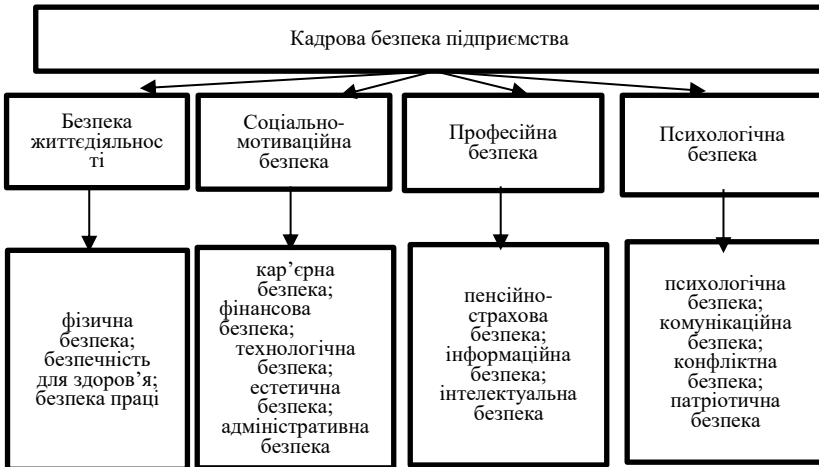 Кадрова безпека підприємства
Безпека
життєдіяльнос
ті
Соціально-
мотиваційна
безпека
Професійна
безпека
Психологічна
безпека
фізична
безпека;
безпечність
для здоров’я;
безпека праці
кар’єрна
безпека;
фінансова
безпека;
технологічна
безпека;
естетична
безпека;
адміністративна
безпека
пенсійно-
страхова
безпека;
інформаційна
безпека;
інтелектуальна
безпека
психологічна
безпека;
комунікаційна
безпека;
конфліктна
безпека;
патріотична
безпека